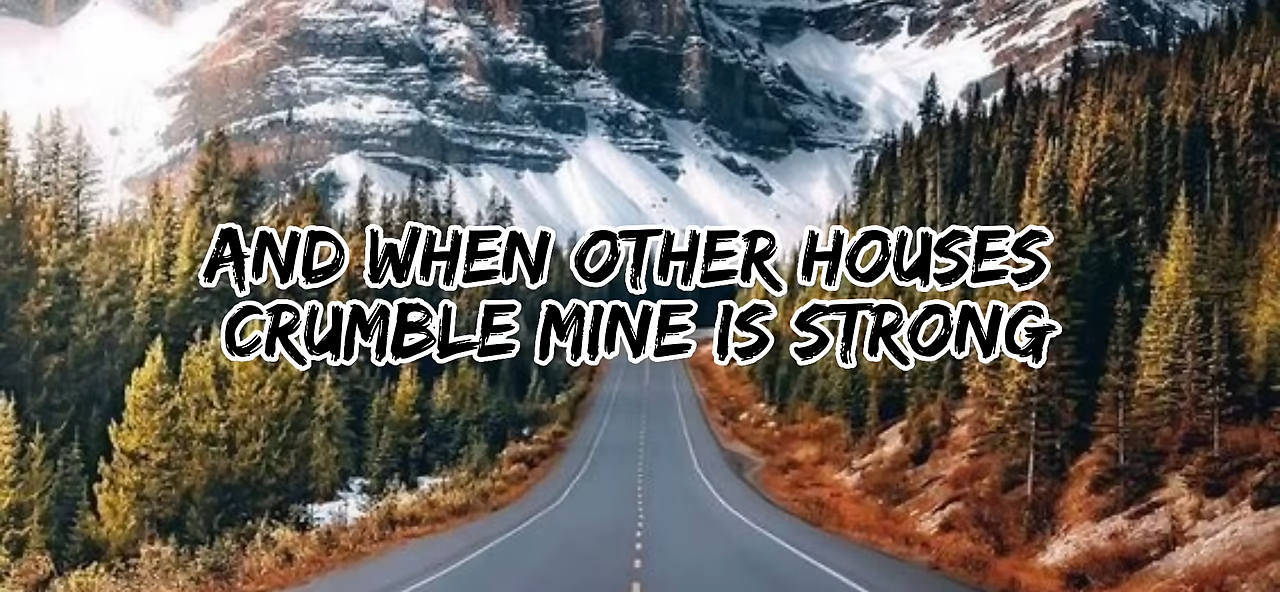 AND WHEN OTHER HOUSES
CRUMBLE MINE IS STRONG